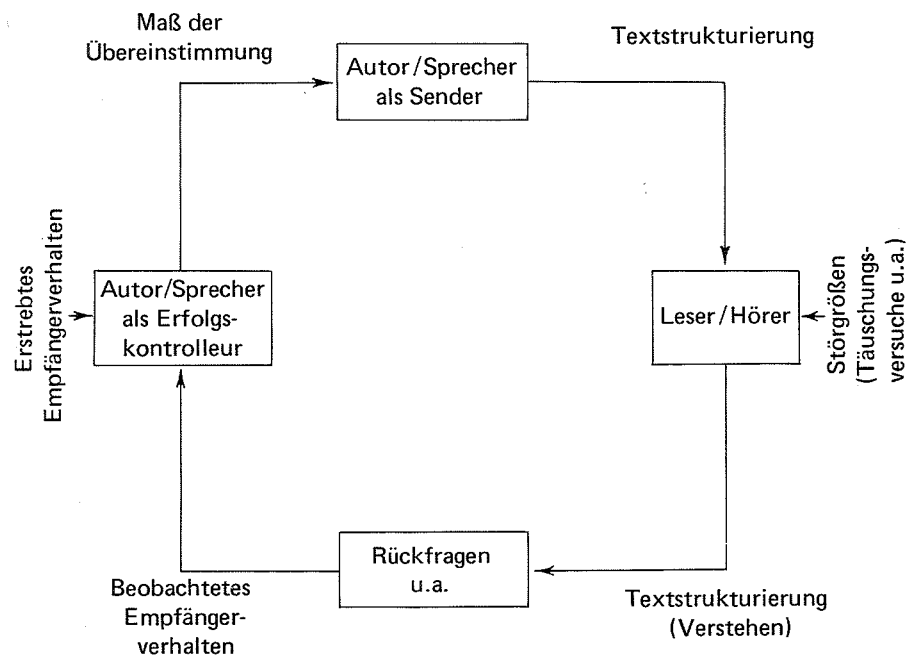 Maß der
Übereinstimmung
Autor/Sprecher
als Sender
Textstrukturierung
Erstrebtes
Empfängerverhalten
Autor/Sprecher
als Erfolgs-
kontrolleur
Leser/Hörer
Störgrößen
(Täuschungs-
versuche u.a.)
Rückfragen
u.a.
Beobachtetes
Empfänger-
verhalten
Textstrukturierung
(Verstehen)